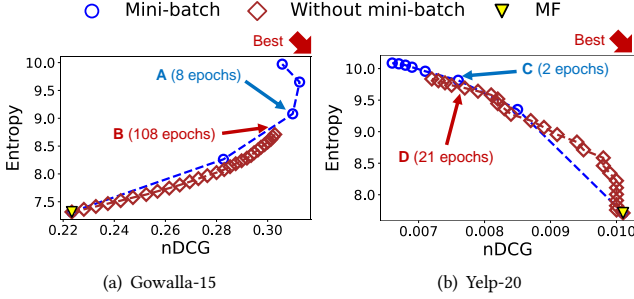 Mini-batch Without mini-batch MF
Best
A (8 epochs)
B (108 epochs)
Entropy
10.0
9.5
9.0
8.5
8.0
7.5
0.22 0.24 0.26 0.28 0.30
nDCG
(a) Gowalla-15
Best
C (2 epochs)
D (21 epochs)
Entropy
10.0
9.5
9.0
8.5
8.0
0.007 0.008 0.009 0.010
nDCG
(b) Yelp-20